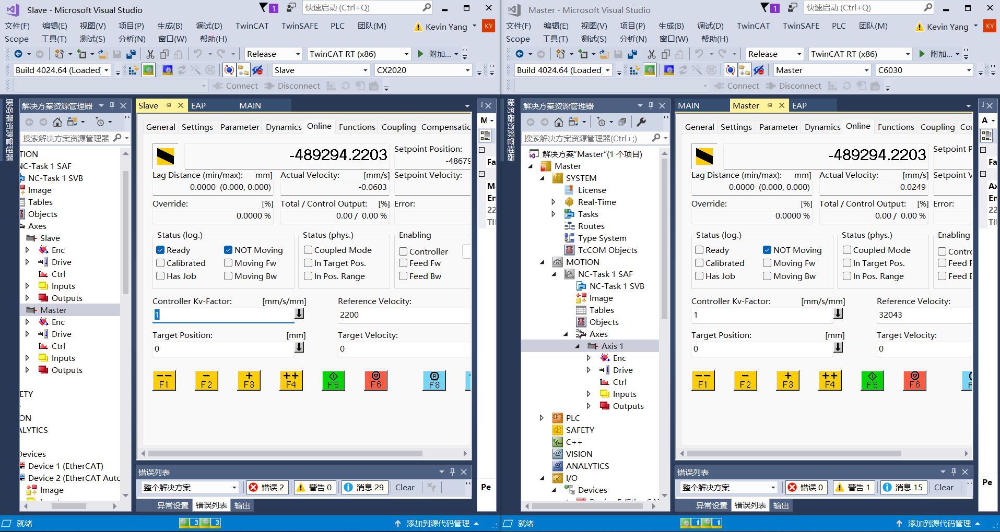 Slave - Microsoft Visual Studio
1
快速启动 (Ctrl+Q)
文件(F) 编辑(E) 视图(V) 项目(P) 生成(B) 调试(D) TwinCAT TwinSAFE PLC 团队(M) Kevin Yang KY
Scope 工具(T) 测试(S) 分析(N) 窗口(W) 帮助(H)
Release TwinCAT RT (x86) 附加...
Build 4024.64 (Loaded) Slave CX2020
Connect Disconnect
服务器资源管理器
解决方案资源管理器
搜索解决方案资源管理器
TION
NC-Task 1 SAF
NC-Task 1 SVB
Image
Tables
Objects
Axes
Slave
Enc
Drive
Ctrl
Inputs
Outputs
Master
Enc
Drive
Ctrl
Inputs
Outputs
ETY
ON
ALYTICS
Devices
Device 1 (EtherCAT)
Device 2 (EtherCAT Auto
Image
Slave EAP MAIN
General Settings Parameter Dynamics Online Functions Coupling Compensatic
-489294.2203
Setpoint Position:
-48679
Lag Distance (min/max): mm] Actual Velocity: [mm/s] Setpoint Velocity:
0.0000 (0.000, 0.000) -0.0603
Override: [%] Total / Control Output: [%] Error:
0.0000 % 0.00 / 0.00 %
Status (log.) Status (phys.) Enabling
Ready NOT Moving Coupled Mode Controller
Calibrated Moving Fw In Target Pos. Feed Fw
Has Job Moving Bw In Pos. Range Feed Bw
Controller Kv-Factor: [mm/s/mm] Reference Velocity:
1 2200
Target Position: [mm] Target Velocity:
0 0
-- F1 - F2 + F3 ++ F4 F5 F6 R F8
M
Fa
M
En
22
TI
Pe
错误列表
整个解决方案 错误 2 警告 0 消息 29 Clear
异常设置 错误列表 输出
就绪 3 3 添加到源代码管理
Master - Microsoft Visual Studio
1
快速启动 (Ctrl+Q)
文件(F) 编辑(E) 视图(V) 项目(P) 生成(B) 调试(D) TwinCAT TwinSAFE PLC 团队(M) Kevin Yang KY
Scope 工具(T) 测试(S) 分析(N) 窗口(W) 帮助(H)
Release TwinCAT RT (x86) 附加...
Build 4024.64 (Loaded) Master C6030
Connect Disconnect
服务器资源管理器
解决方案资源管理器
搜索解决方案资源管理器(Ctrl+;)
解决方案"Master"(1 个项目)
Master
SYSTEM
License
Real-Time
Tasks
Routes
Type System
TcCOM Objects
MOTION
NC-Task 1 SAF
NC-Task 1 SVB
Image
Tables
Objects
Axes
Axis 1
Enc
Drive
Ctrl
Inputs
Outputs
PLC
SAFETY
C++
VISION
ANALYTICS
I/O
Devices
MAIN Master EAP
General Settings Parameter Dynamics Online Functions Coupling Co
-489294.2203
Setpoint P
Lag Distance (min/max): mm] Actual Velocity: [mm/s] Setpoint V
0.0000 (0.000, 0.000) 0.0249
Override: [%] Total / Control Output: [%] Error:
0.0000 % 0.00 / 0.00 %
Status (log.) Status (phys.) Enabling
Ready NOT Moving Coupled Mode Contro
Calibrated Moving Fw In Target Pos. Feed F
Has Job Moving Bw In Pos. Range Feed B
Controller Kv-Factor: [mm/s/mm] Reference Velocity:
1 32043
Target Position: [mm] Target Velocity:
0 0
-- F1 - F2 + F3 ++ F4 F5 F6
A
Fa
Ax
En
22
TI
Pe
错误列表
整个解决方案 错误 0 警告 1 消息 15 Clear
异常设置 错误列表 输出
就绪 1 1 添加到源代码管理